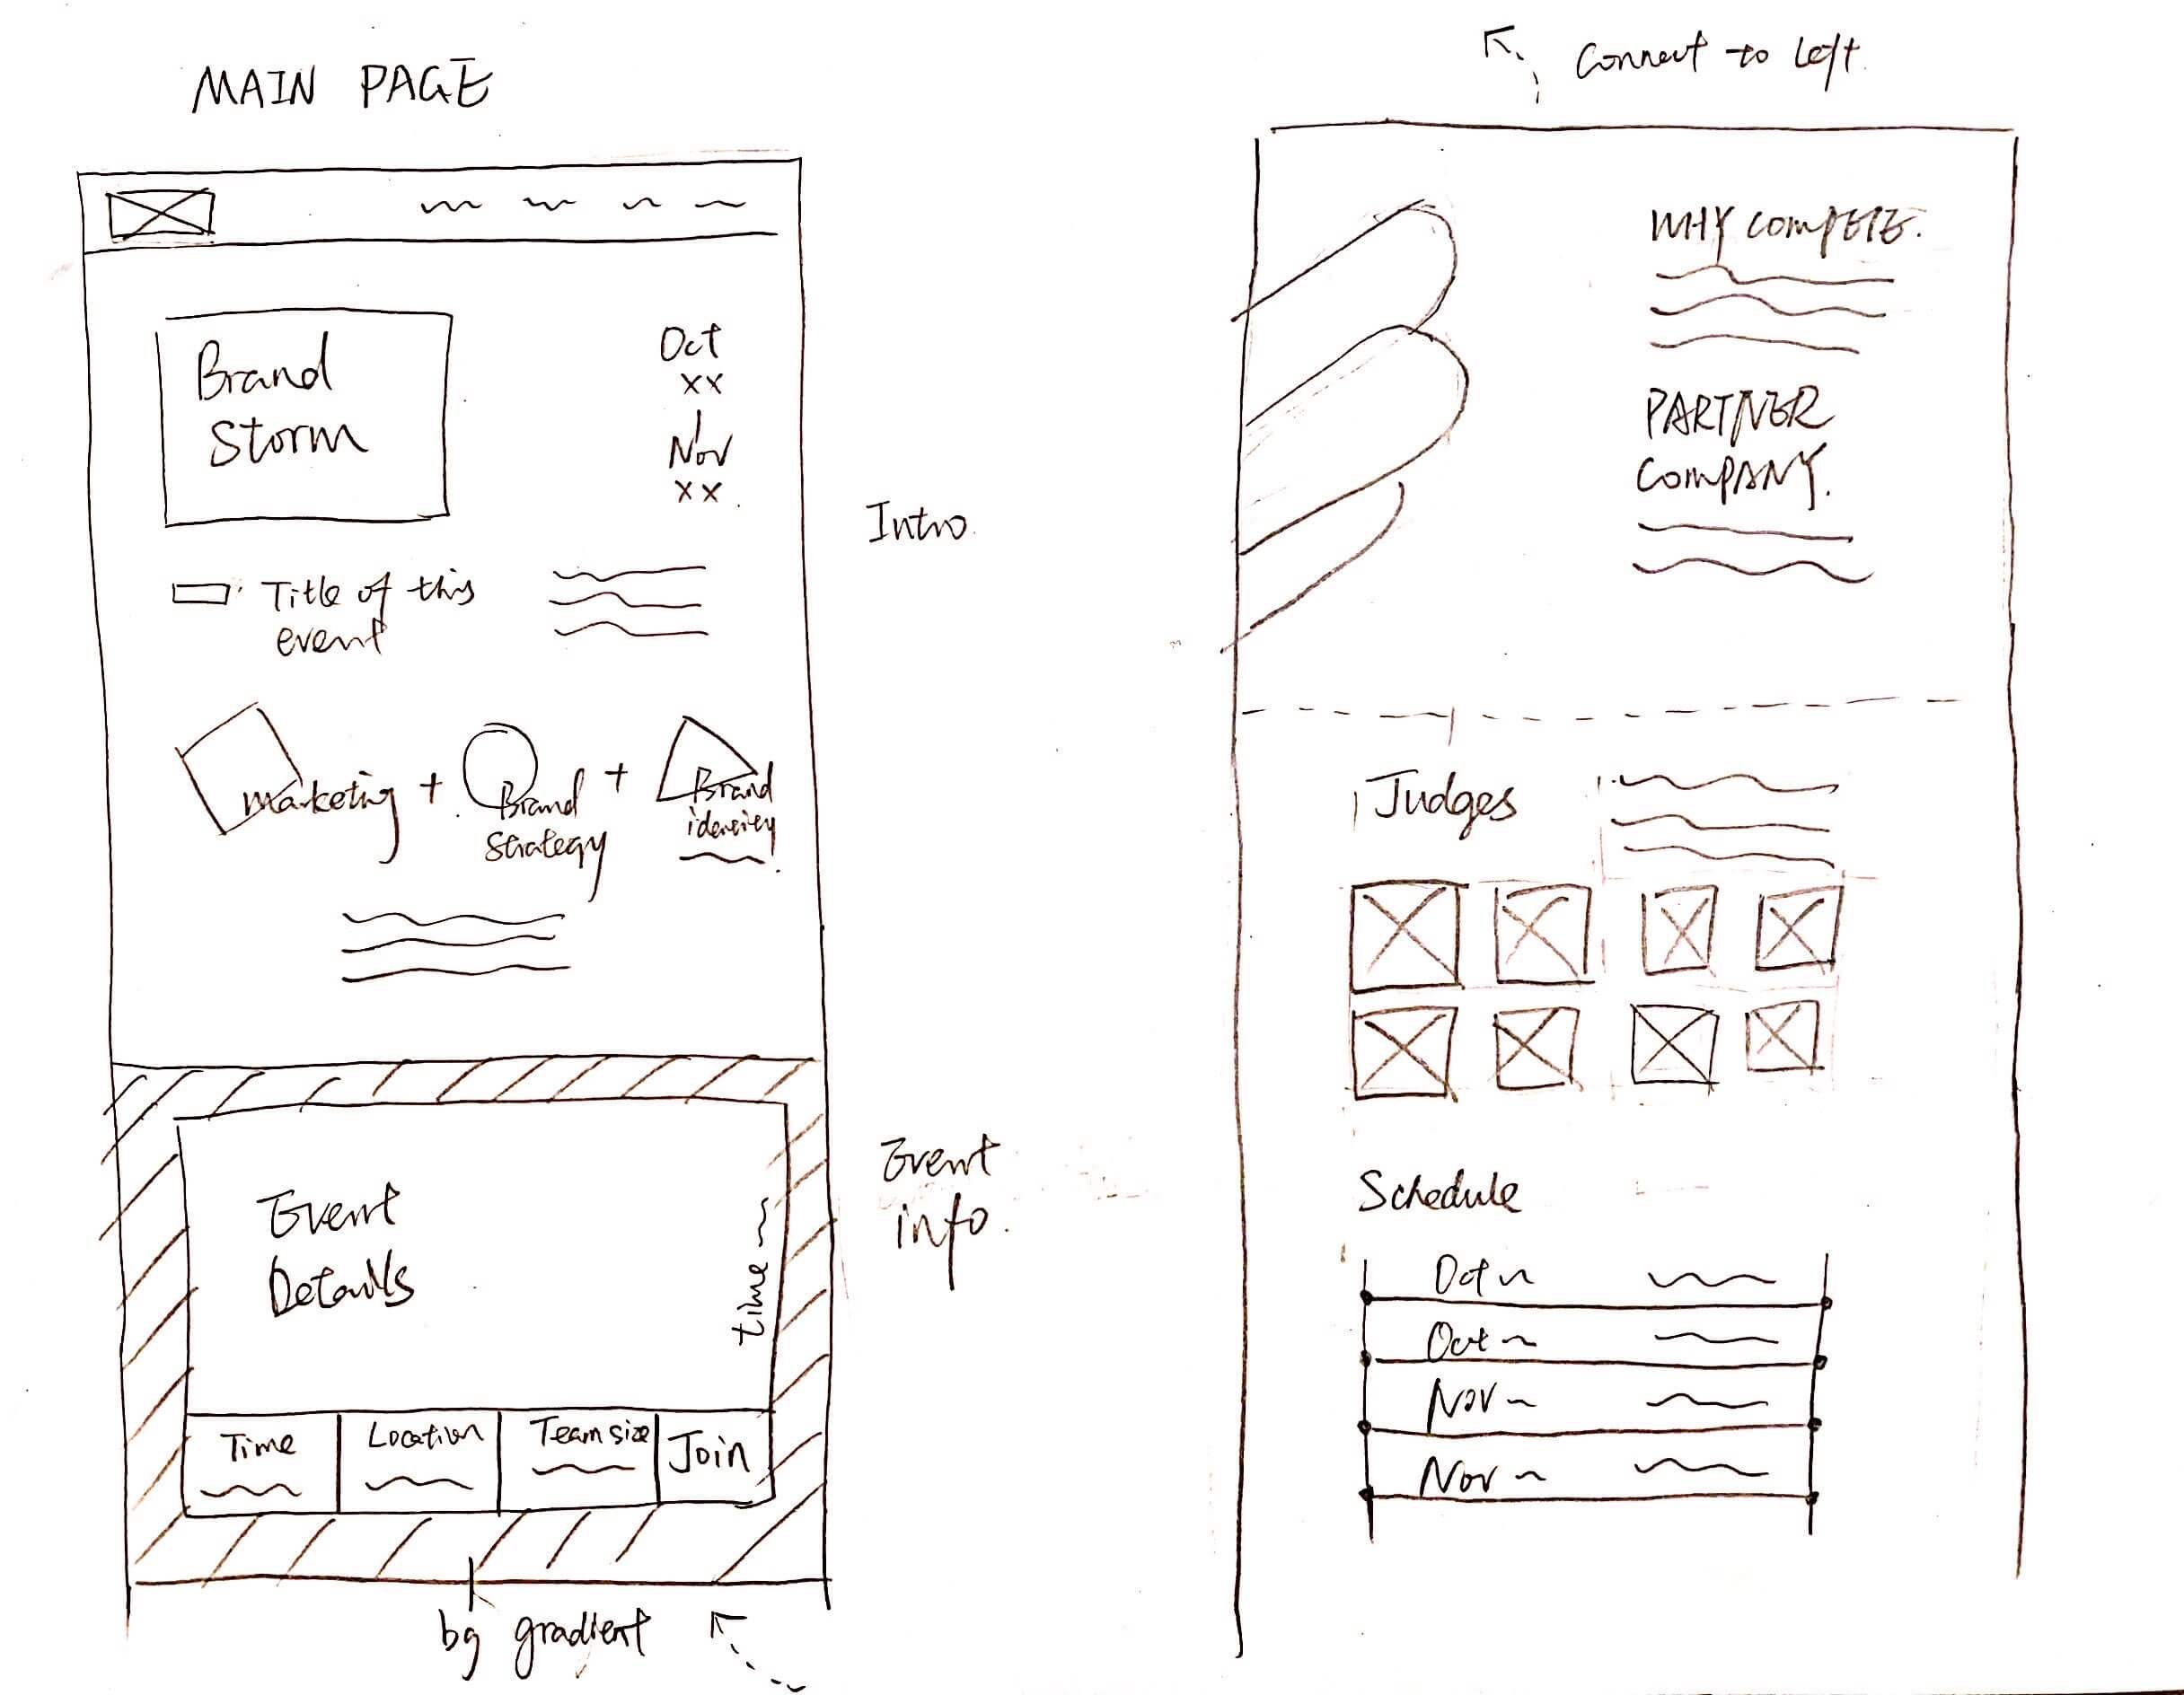 MAIN PAGE
Brand
Storm
Oct
xx
Nov
xx
Intro
Title of this
event
Marketing + Brand
strategy
+ Brand
identity
Event
Details
time
Event
info
Time
Location
Team size
Join
bg gradient
Connect to left
WHY COMPETE.
PARTNER
COMPANY.
Judges
Schedule
Oct
Oct
Nov
Nov